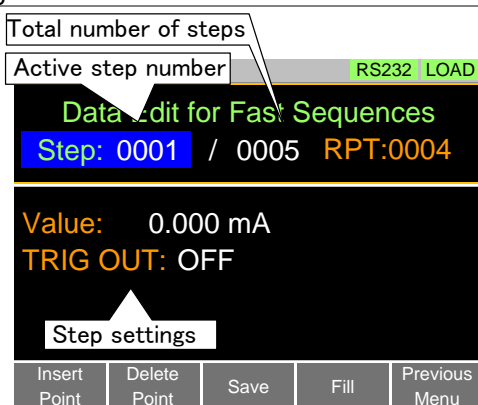 Total number of steps
Active step number
RS232 LOAD
Data Edit for Fast Sequences
Step: 0001 / 0005 RPT:0004
Value: 0.000 mA
TRIG OUT: OFF
Step settings
Insert Point
Delete Point
Save
Fill
Previous Menu